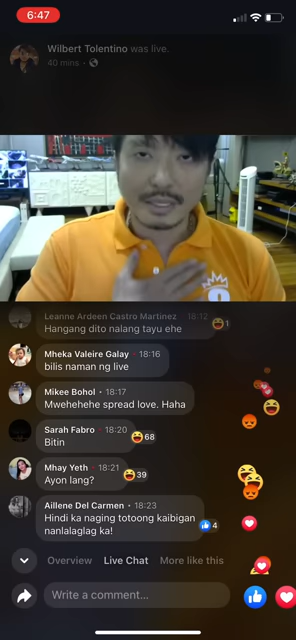 6:47
Wilbert Tolentino was live.
40 mins •
Leanne Ardeen Castro Martinez • 18:12
Hangang dito nalang tayu ehe
1
Mheka Valeire Galay • 18:16
bilis naman ng live
Mikee Bohol • 18:17
Mwehehehe spread love. Haha
Sarah Fabro • 18:20
Bitin
68
Mhay Yeth • 18:21
Ayon lang?
39
Aillene Del Carmen • 18:23
Hindi ka naging totoong kaibigan
nanlalaglag ka!
4
Overview Live Chat More like this
Write a comment...